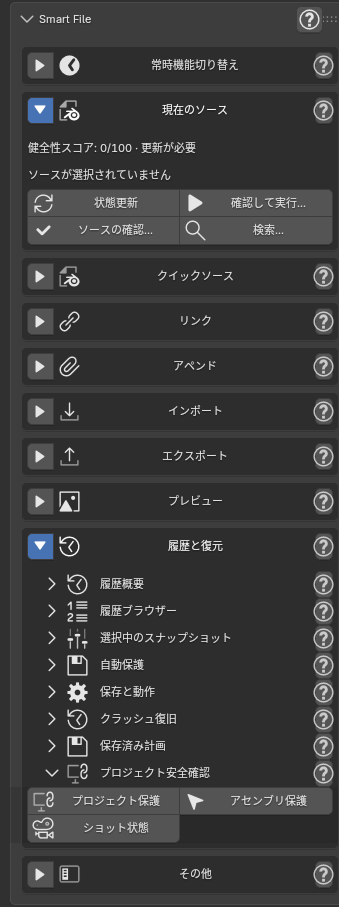 Smart File
常時機能切り替え
現在のソース
健全性スコア: 0/100 · 更新が必要
ソースが選択されていません
状態更新
確認して実行...
ソースの確認...
検索...
クイックソース
リンク
アペンド
インポート
エクスポート
プレビュー
履歴と復元
履歴概要
履歴ブラウザー
選択中のスナップショット
自動保護
保存と動作
クラッシュ復旧
保存済み計画
プロジェクト安全確認
プロジェクト保護
アセンブリ保護
ショット状態
その他